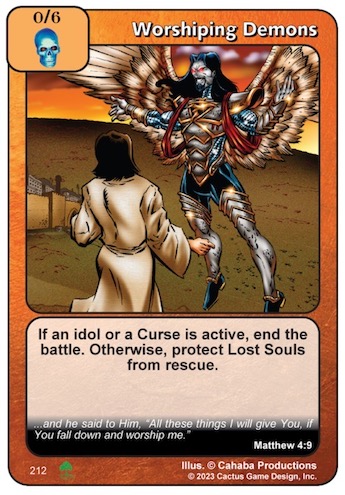 0/6
Worshiping Demons
If an idol or a Curse is active, end the
battle. Otherwise, protect Lost Souls
from rescue.
...and he said to Him, “All these things I will give You, if
You fall down and worship me.”
Matthew 4:9
Illus. © Cahaba Productions
212
© 2023 Cactus Game Design, Inc.